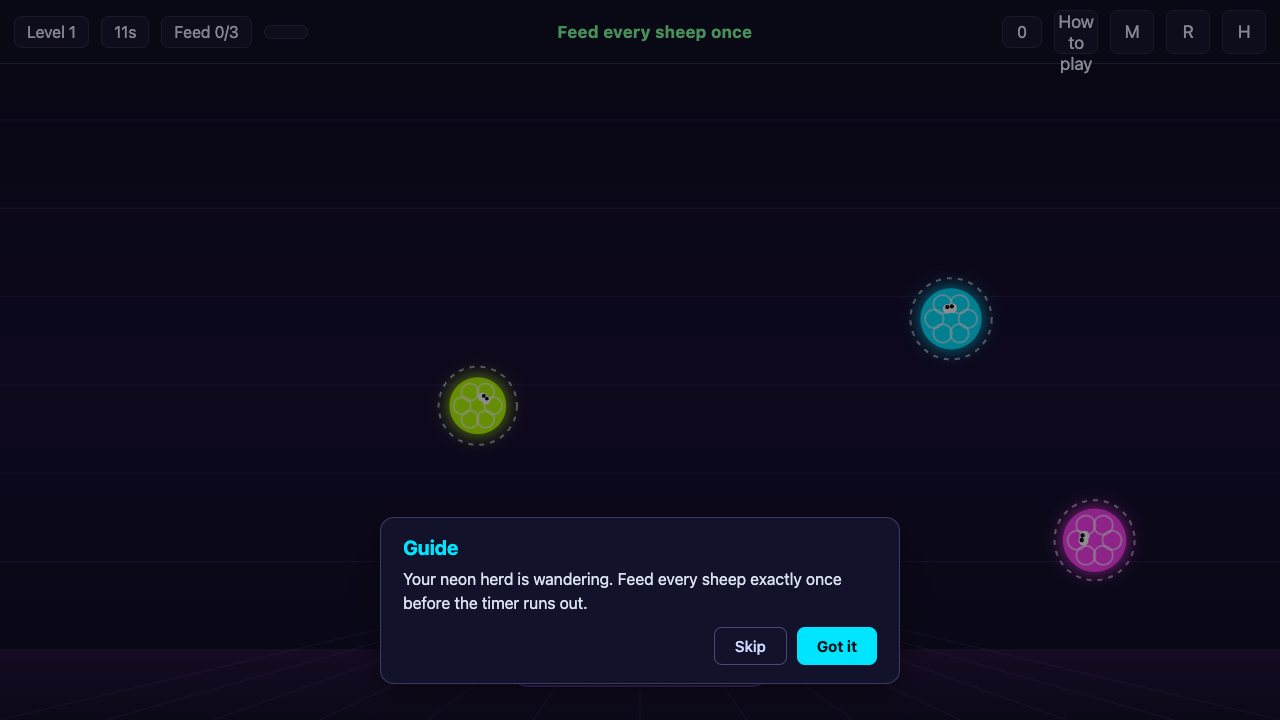 Level 1
11s
Feed 0/3
Feed every sheep once
0
How
to
play
M
R
H
Guide
Your neon herd is wandering. Feed every sheep exactly once
before the timer runs out.
Skip
Got it